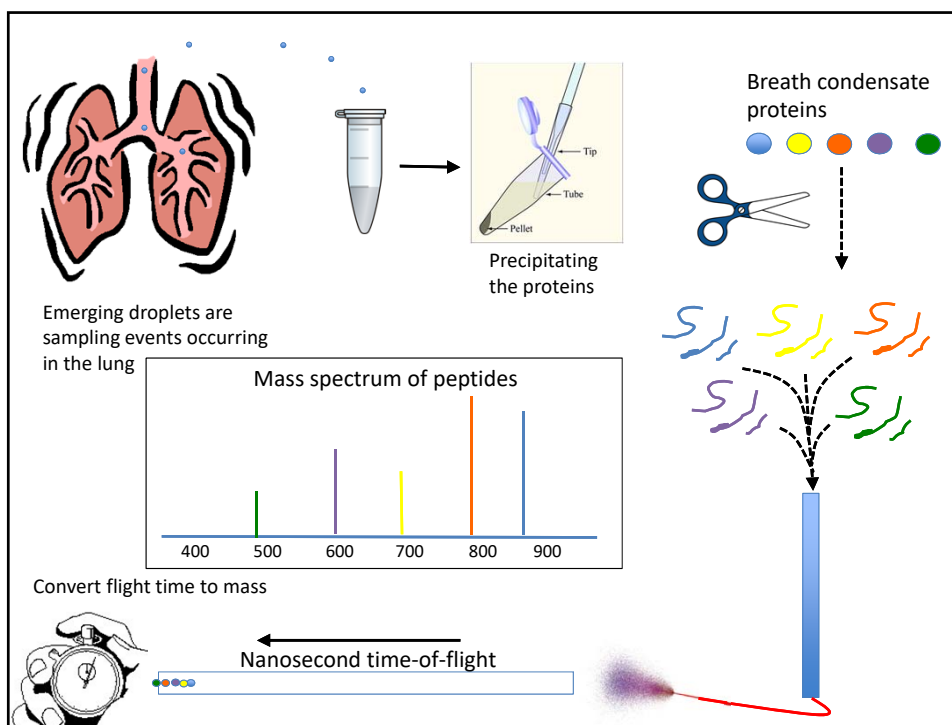 Breath condensate
proteins
Tip
Tube
Pellet
Precipitating
the proteins
Emerging droplets are
sampling events occurring
in the lung
Mass spectrum of peptides
400 500 600 700 800 900
Convert flight time to mass
Nanosecond time-of-flight